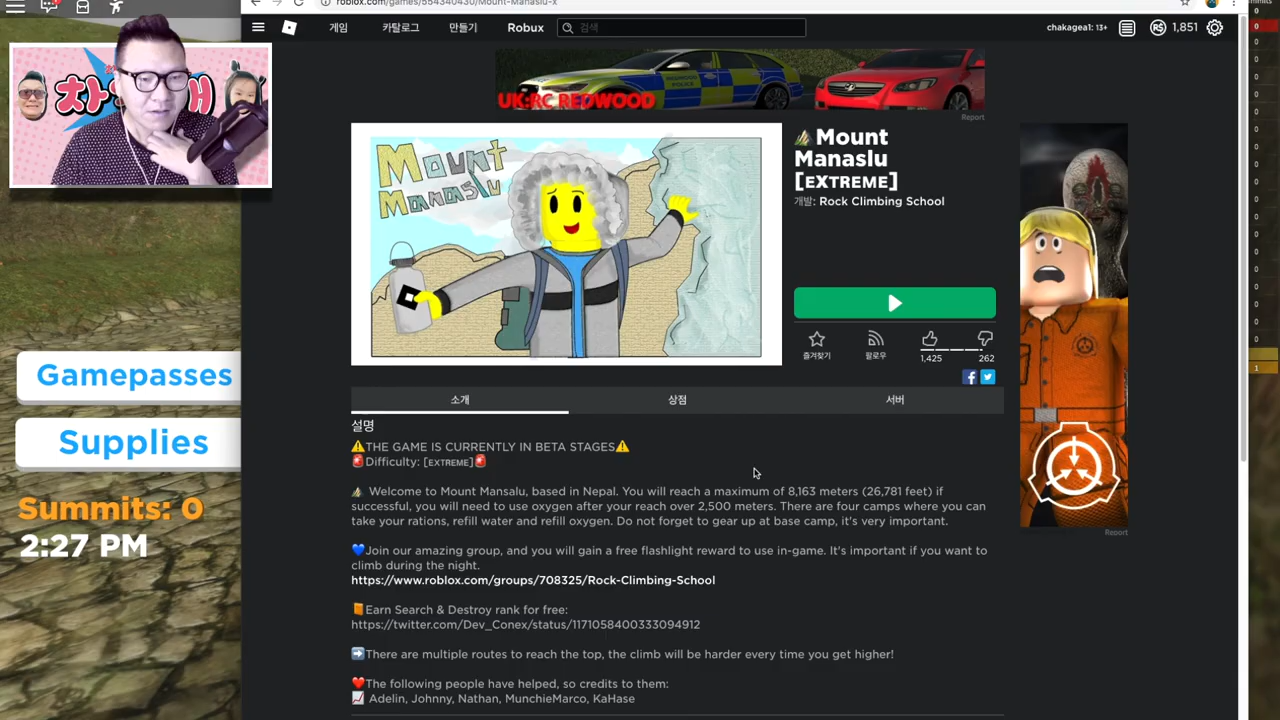 roblox.com/games/554340430/Mount-Manaslu-x
게임 카탈로그 만들기 Robux 검색 chakagea1: 13+ R$ 1,851
UK:RC REDWOOD
Report
Mount Manaslu
Mount
Manaslu
[EXTREME]
개발: Rock Climbing School
즐겨찾기 팔로우 1,425 262
소개 상점 서버
설명
⚠️THE GAME IS CURRENTLY IN BETA STAGES⚠️
🚨Difficulty: [EXTREME]🚨
Welcome to Mount Mansalu, based in Nepal. You will reach a maximum of 8,163 meters (26,781 feet) if
successful, you will need to use oxygen after your reach over 2,500 meters. There are four camps where you can
take your rations, refill water and refill oxygen. Do not forget to gear up at base camp, it's very important.
💙Join our amazing group, and you will gain a free flashlight reward to use in-game. It's important if you want to
climb during the night.
https://www.roblox.com/groups/708325/Rock-Climbing-School
📙Earn Search & Destroy rank for free:
https://twitter.com/Dev_Conex/status/1171058400333094912
➡️There are multiple routes to reach the top, the climb will be harder every time you get higher!
❤️The following people have helped, so credits to them:
📈 Adelin, Johnny, Nathan, MunchieMarco, KaHase
Report
Gamepasses
Supplies
Summits: 0
2:27 PM